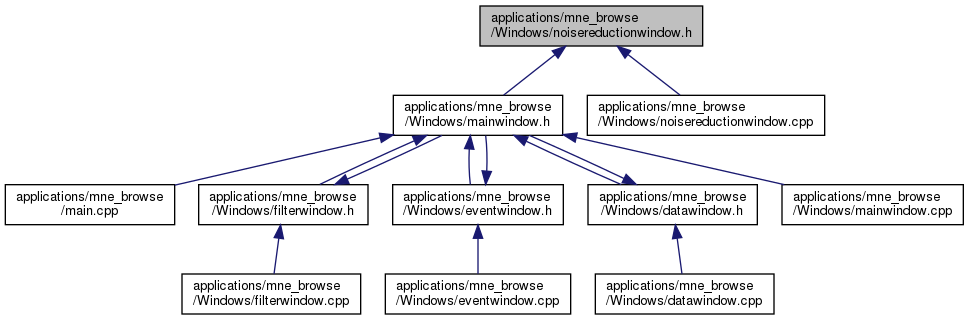 applications/mne_browse
/Windows/noisereductionwindow.h
applications/mne_browse
/Windows/mainwindow.h
applications/mne_browse
/Windows/noisereductionwindow.cpp
applications/mne_browse
/main.cpp
applications/mne_browse
/Windows/filterwindow.h
applications/mne_browse
/Windows/eventwindow.h
applications/mne_browse
/Windows/datawindow.h
applications/mne_browse
/Windows/mainwindow.cpp
applications/mne_browse
/Windows/filterwindow.cpp
applications/mne_browse
/Windows/eventwindow.cpp
applications/mne_browse
/Windows/datawindow.cpp